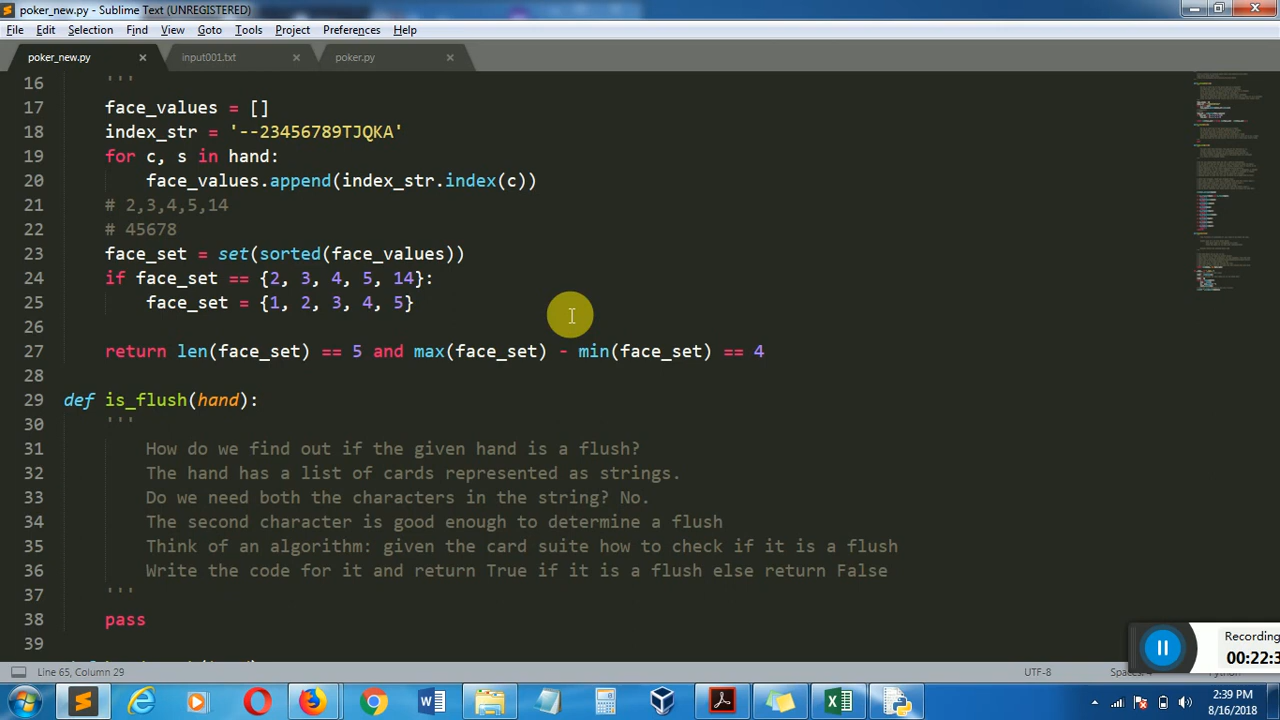 poker_new.py - Sublime Text (UNREGISTERED)
File Edit Selection Find View Goto Tools Project Preferences Help
poker_new.py input001.txt poker.py
16 '''
17 face_values = []
18 index_str = '--23456789TJQKA'
19 for c, s in hand:
20 face_values.append(index_str.index(c))
21 # 2,3,4,5,14
22 # 45678
23 face_set = set(sorted(face_values))
24 if face_set == {2, 3, 4, 5, 14}:
25 face_set = {1, 2, 3, 4, 5}
26
27 return len(face_set) == 5 and max(face_set) - min(face_set) == 4
28
29 def is_flush(hand):
30 '''
31 How do we find out if the given hand is a flush?
32 The hand has a list of cards represented as strings.
33 Do we need both the characters in the string? No.
34 The second character is good enough to determine a flush
35 Think of an algorithm: given the card suite how to check if it is a flush
36 Write the code for it and return True if it is a flush else return False
37 '''
38 pass
39
Recording
00:22:3
Line 65, Column 29 UTF-8
2:39 PM
8/16/2018